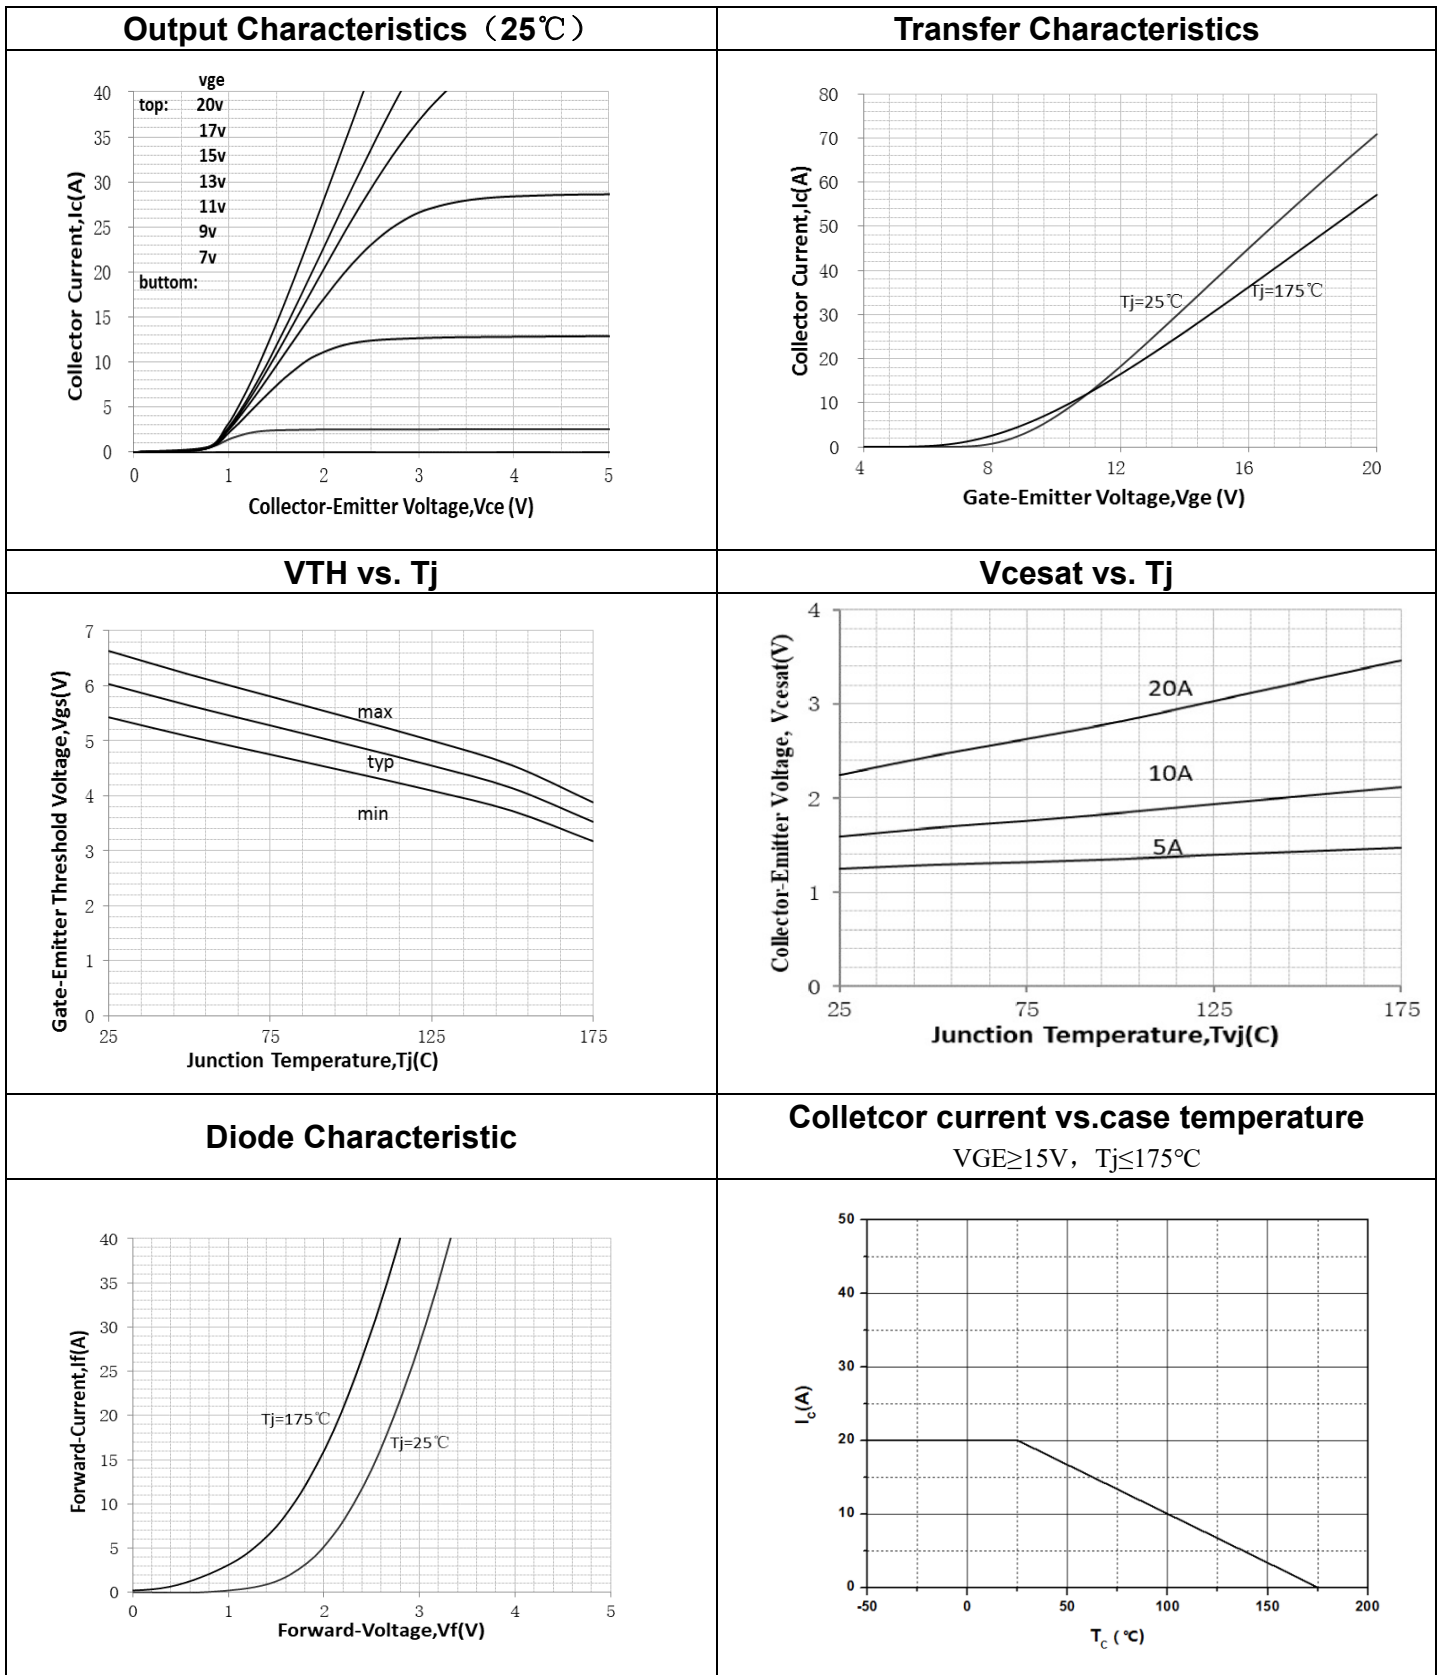 Output Characteristics（25℃）
Transfer Characteristics
vge
top: 20v
17v
15v
13v
11v
9v
7v
buttom:
40
35
30
25
20
15
10
5
0
0 1 2 3 4 5
Collector Current,Ic(A)
Collector-Emitter Voltage,Vce (V)
80
70
60
50
40
30
20
10
0
4 8 12 16 20
Tj=25℃
Tj=175℃
Collector Current,Ic(A)
Gate-Emitter Voltage,Vge (V)
VTH vs. Tj
Vcesat vs. Tj
7
6
5
4
3
2
1
0
25 75 125 175
max
typ
min
Gate-Emitter Threshold Voltage,Vgs(V)
Junction Temperature,Tj(C)
4
3
2
1
0
25 75 125 175
20A
10A
5A
Collector-Emitter Voltage, Vcesat(V)
Junction Temperature,Tvj(C)
Diode Characteristic
Colletcor current vs.case temperature
VGE≥15V，Tj≤175℃
40
35
30
25
20
15
10
5
0
0 1 2 3 4 5
Tj=175℃
Tj=25℃
Forward-Current,If(A)
Forward-Voltage,Vf(V)
50
40
30
20
10
0
-50 0 50 100 150 200
Ic(A)
Tc ( ℃)